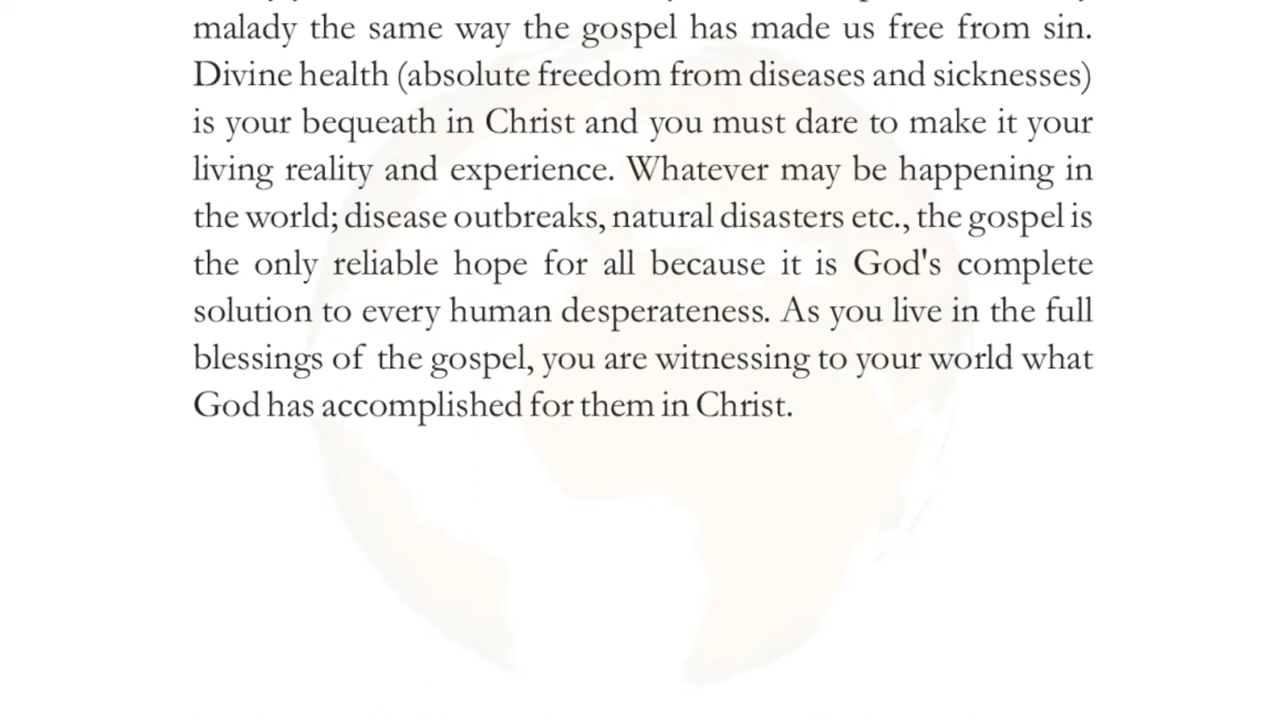 malady the same way the gospel has made us free from sin.
Divine health (absolute freedom from diseases and sicknesses)
is your bequeath in Christ and you must dare to make it your
living reality and experience. Whatever may be happening in
the world; disease outbreaks, natural disasters etc., the gospel is
the only reliable hope for all because it is God's complete
solution to every human desperateness. As you live in the full
blessings of the gospel, you are witnessing to your world what
God has accomplished for them in Christ.